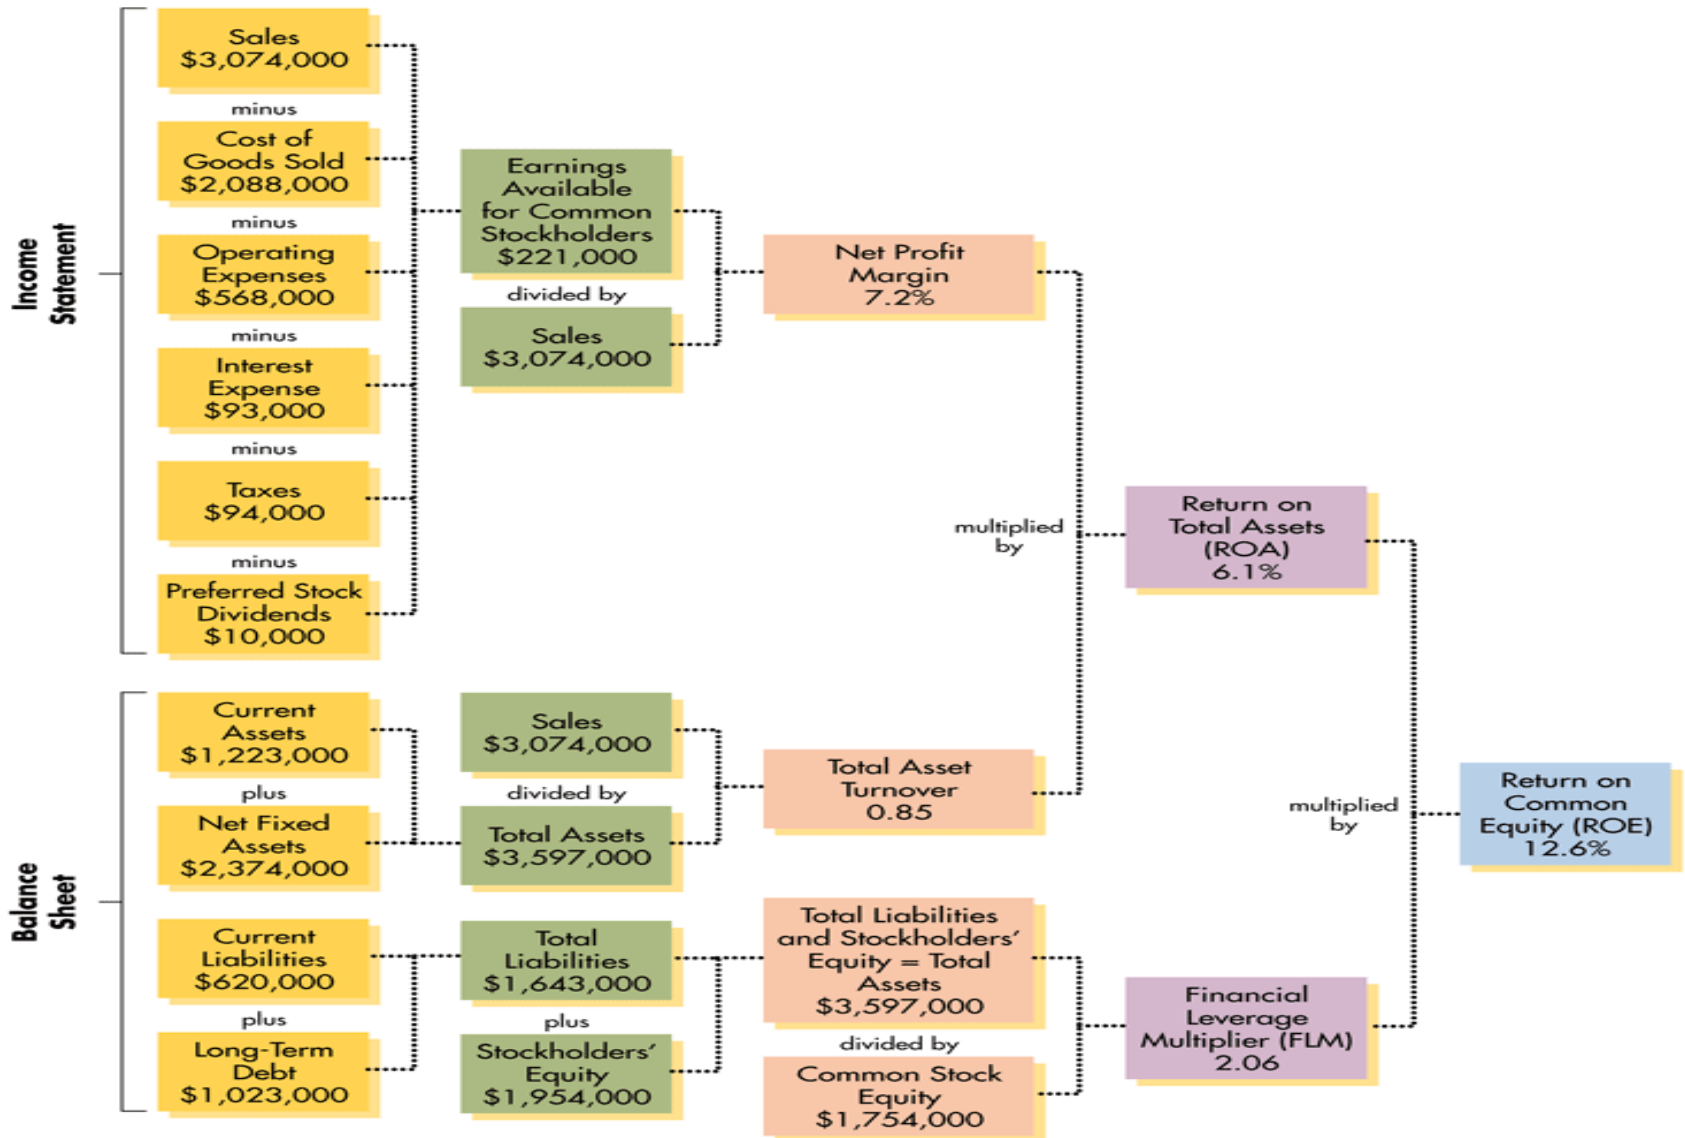 Income
Statement
Sales
$3,074,000
minus
Cost of
Goods Sold
$2,088,000
minus
Operating
Expenses
$568,000
minus
Interest
Expense
$93,000
minus
Taxes
$94,000
minus
Preferred Stock
Dividends
$10,000
Earnings
Available
for Common
Stockholders
$221,000
divided by
Sales
$3,074,000
Net Profit
Margin
7.2%
Balance
Sheet
Current
Assets
$1,223,000
plus
Net Fixed
Assets
$2,374,000
Current
Liabilities
$620,000
plus
Long-Term
Debt
$1,023,000
Sales
$3,074,000
divided by
Total Assets
$3,597,000
Total
Liabilities
$1,643,000
plus
Stockholders’
Equity
$1,954,000
Total Asset
Turnover
0.85
Total Liabilities
and Stockholders’
Equity = Total
Assets
$3,597,000
divided by
Common Stock
Equity
$1,754,000
multiplied
by
Return on
Total Assets
(ROA)
6.1%
Financial
Leverage
Multiplier (FLM)
2.06
multiplied
by
Return on
Common
Equity (ROE)
12.6%